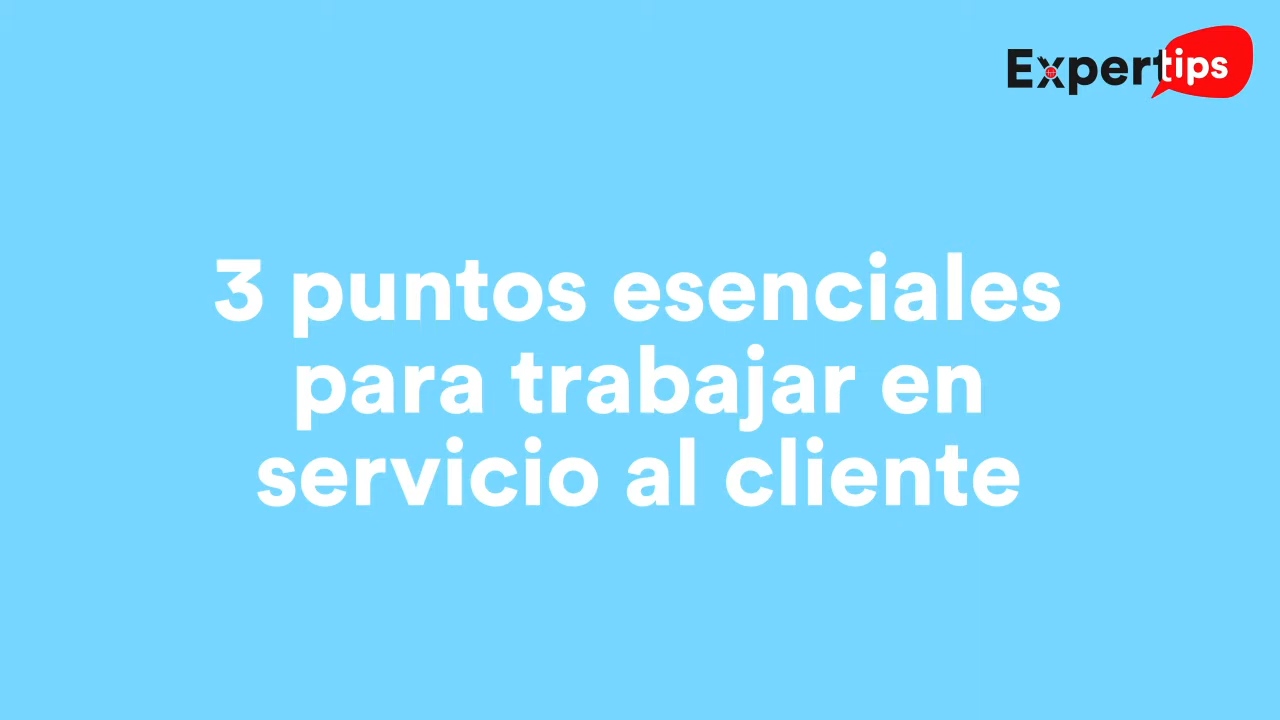 Expertips
3 puntos esenciales
para trabajar en
servicio al cliente